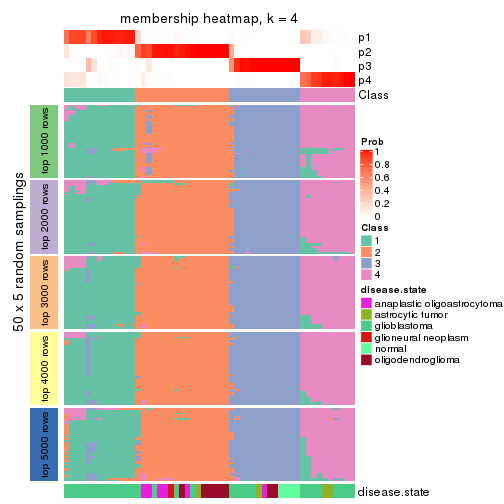 membership heatmap, k = 4
p1
p2
p3
p4
Class
50 x 5 random samplings
top 1000 rows
top 2000 rows
top 3000 rows
top 4000 rows
top 5000 rows
Prob
1
0.8
0.6
0.4
0.2
0
Class
1
2
3
4
disease.state
anaplastic oligoastrocytoma
astrocytic tumor
glioblastoma
glioneural neoplasm
normal
oligodendroglioma
disease.state